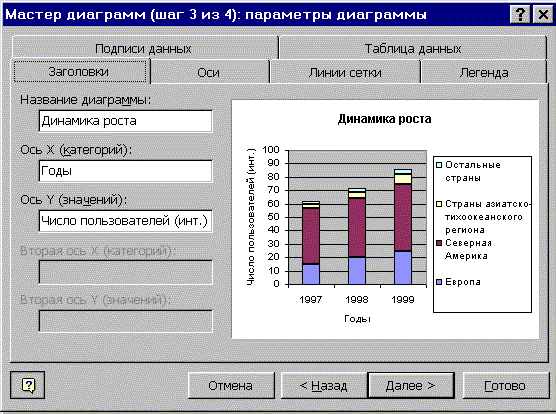 Мастер диаграмм (шаг 3 из 4): параметры диаграммы
Подписи данных
Таблица данных
Заголовки
Оси
Линии сетки
Легенда
Название диаграммы:
Динамика роста
Ось X (категорий):
Годы
Ось Y (значений):
Число пользователей (инт.)
Вторая ось X (категорий):
Вторая ось Y (значений):
Динамика роста
Число пользователей (инт.)
100
90
80
70
60
50
40
30
20
10
0
1997
1998
1999
Годы
Остальные
страны
Страны азиатско-
тихоокеанского
региона
Северная
Америка
Европа
Отмена
< Назад
Далее >
Готово